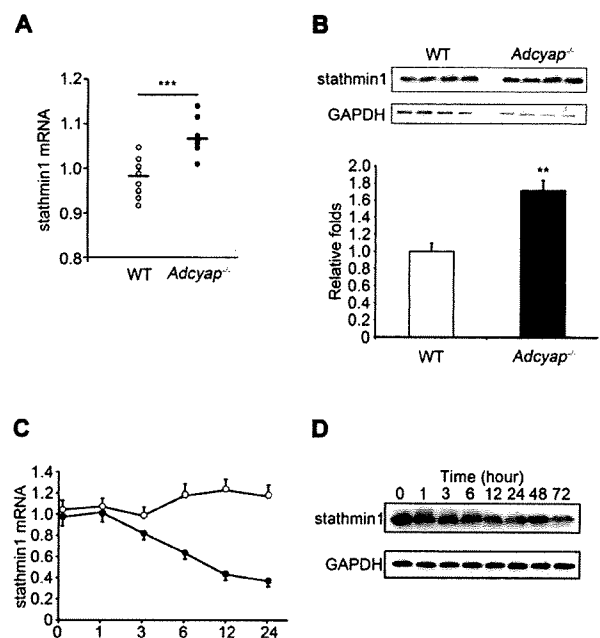 A
***
stathmin1 mRNA
1.2
1.1
1.0
0.9
0.8
WT
Adcyap-/-
B
WT
Adcyap-/-
stathmin1
GAPDH
Relative folds
2.0
1.8
1.6
1.4
1.2
1.0
0.8
0.6
0.4
0.2
0
**
WT
Adcyap-/-
C
stathmin1 mRNA
1.4
1.2
1.0
0.8
0.6
0.4
0.2
0
0 1 3 6 12 24
D
Time (hour)
0 1 3 6 12 24 48 72
stathmin1
GAPDH